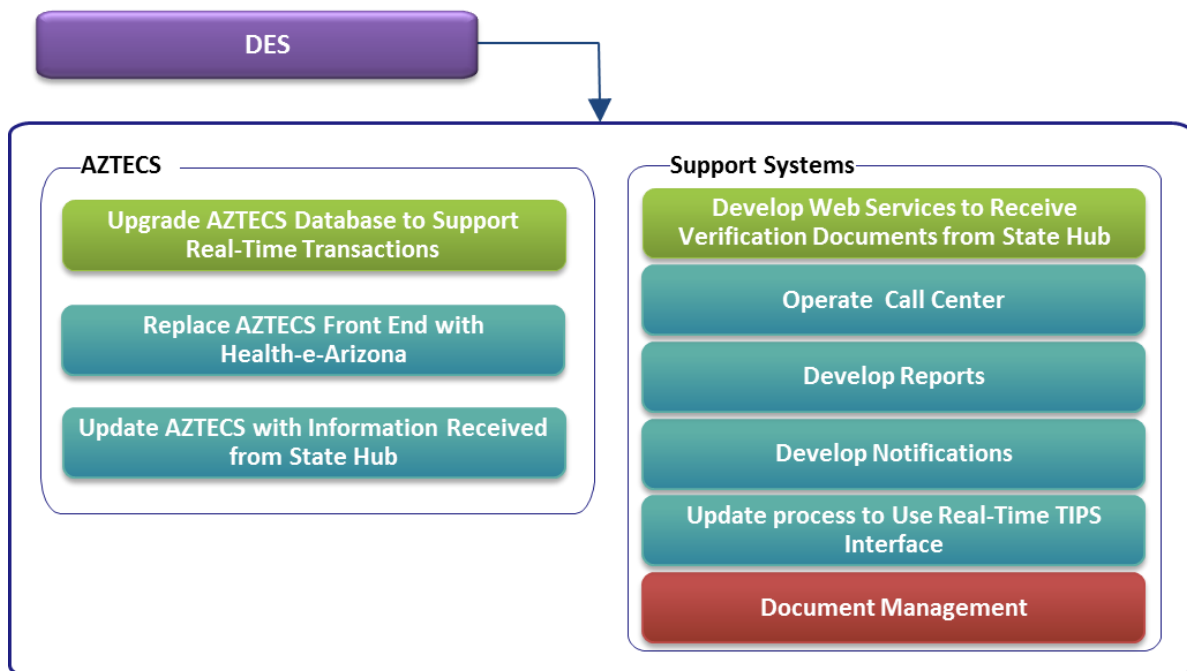 DES
AZTECS
Upgrade AZTECS Database to Support
Real-Time Transactions
Replace AZTECS Front End with
Health-e-Arizona
Update AZTECS with Information Received
from State Hub
Support Systems
Develop Web Services to Receive
Verification Documents from State Hub
Operate Call Center
Develop Reports
Develop Notifications
Update process to Use Real-Time TIPS
Interface
Document Management